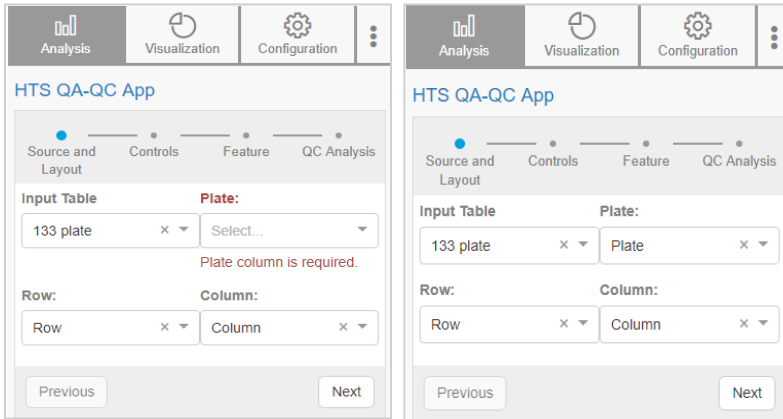 Analysis Visualization Configuration
HTS QA-QC App
Source and Layout Controls Feature QC Analysis
Input Table Plate:
133 plate × Select...
Plate column is required.
Row: Column:
Row × Column ×
Previous Next
Analysis Visualization Configuration
HTS QA-QC App
Source and Layout Controls Feature QC Analysis
Input Table Plate:
133 plate × Plate ×
Row: Column:
Row × Column ×
Previous Next